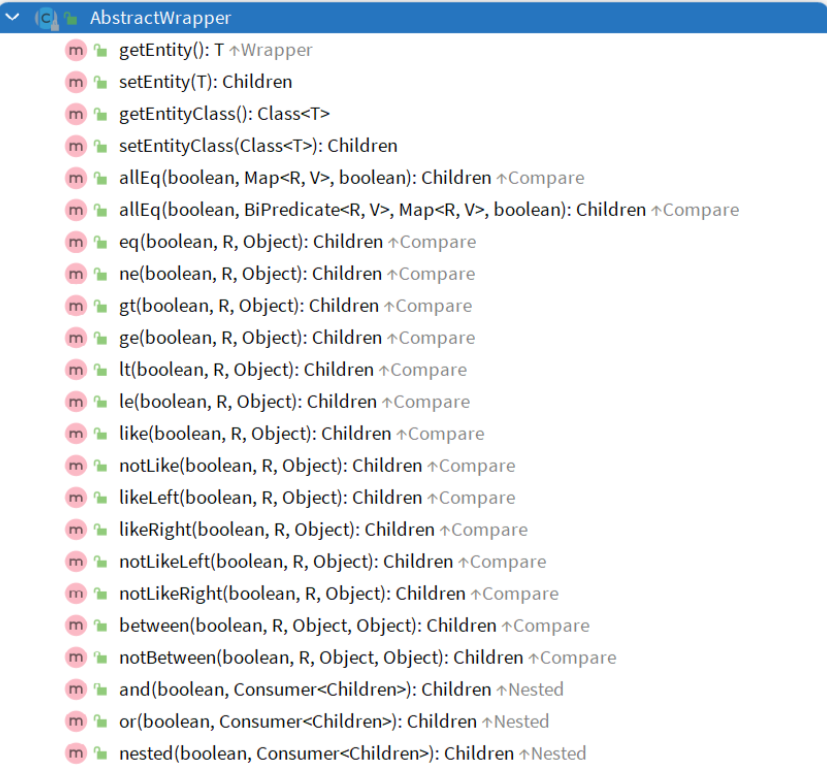 AbstractWrapper
getEntity(): T ↑Wrapper
setEntity(T): Children
getEntityClass(): Class<T>
setEntityClass(Class<T>): Children
allEq(boolean, Map<R, V>, boolean): Children ↑Compare
allEq(boolean, BiPredicate<R, V>, Map<R, V>, boolean): Children ↑Compare
eq(boolean, R, Object): Children ↑Compare
ne(boolean, R, Object): Children ↑Compare
gt(boolean, R, Object): Children ↑Compare
ge(boolean, R, Object): Children ↑Compare
lt(boolean, R, Object): Children ↑Compare
le(boolean, R, Object): Children ↑Compare
like(boolean, R, Object): Children ↑Compare
notLike(boolean, R, Object): Children ↑Compare
likeLeft(boolean, R, Object): Children ↑Compare
likeRight(boolean, R, Object): Children ↑Compare
notLikeLeft(boolean, R, Object): Children ↑Compare
notLikeRight(boolean, R, Object): Children ↑Compare
between(boolean, R, Object, Object): Children ↑Compare
notBetween(boolean, R, Object, Object): Children ↑Compare
and(boolean, Consumer<Children>): Children ↑Nested
or(boolean, Consumer<Children>): Children ↑Nested
nested(boolean, Consumer<Children>): Children ↑Nested